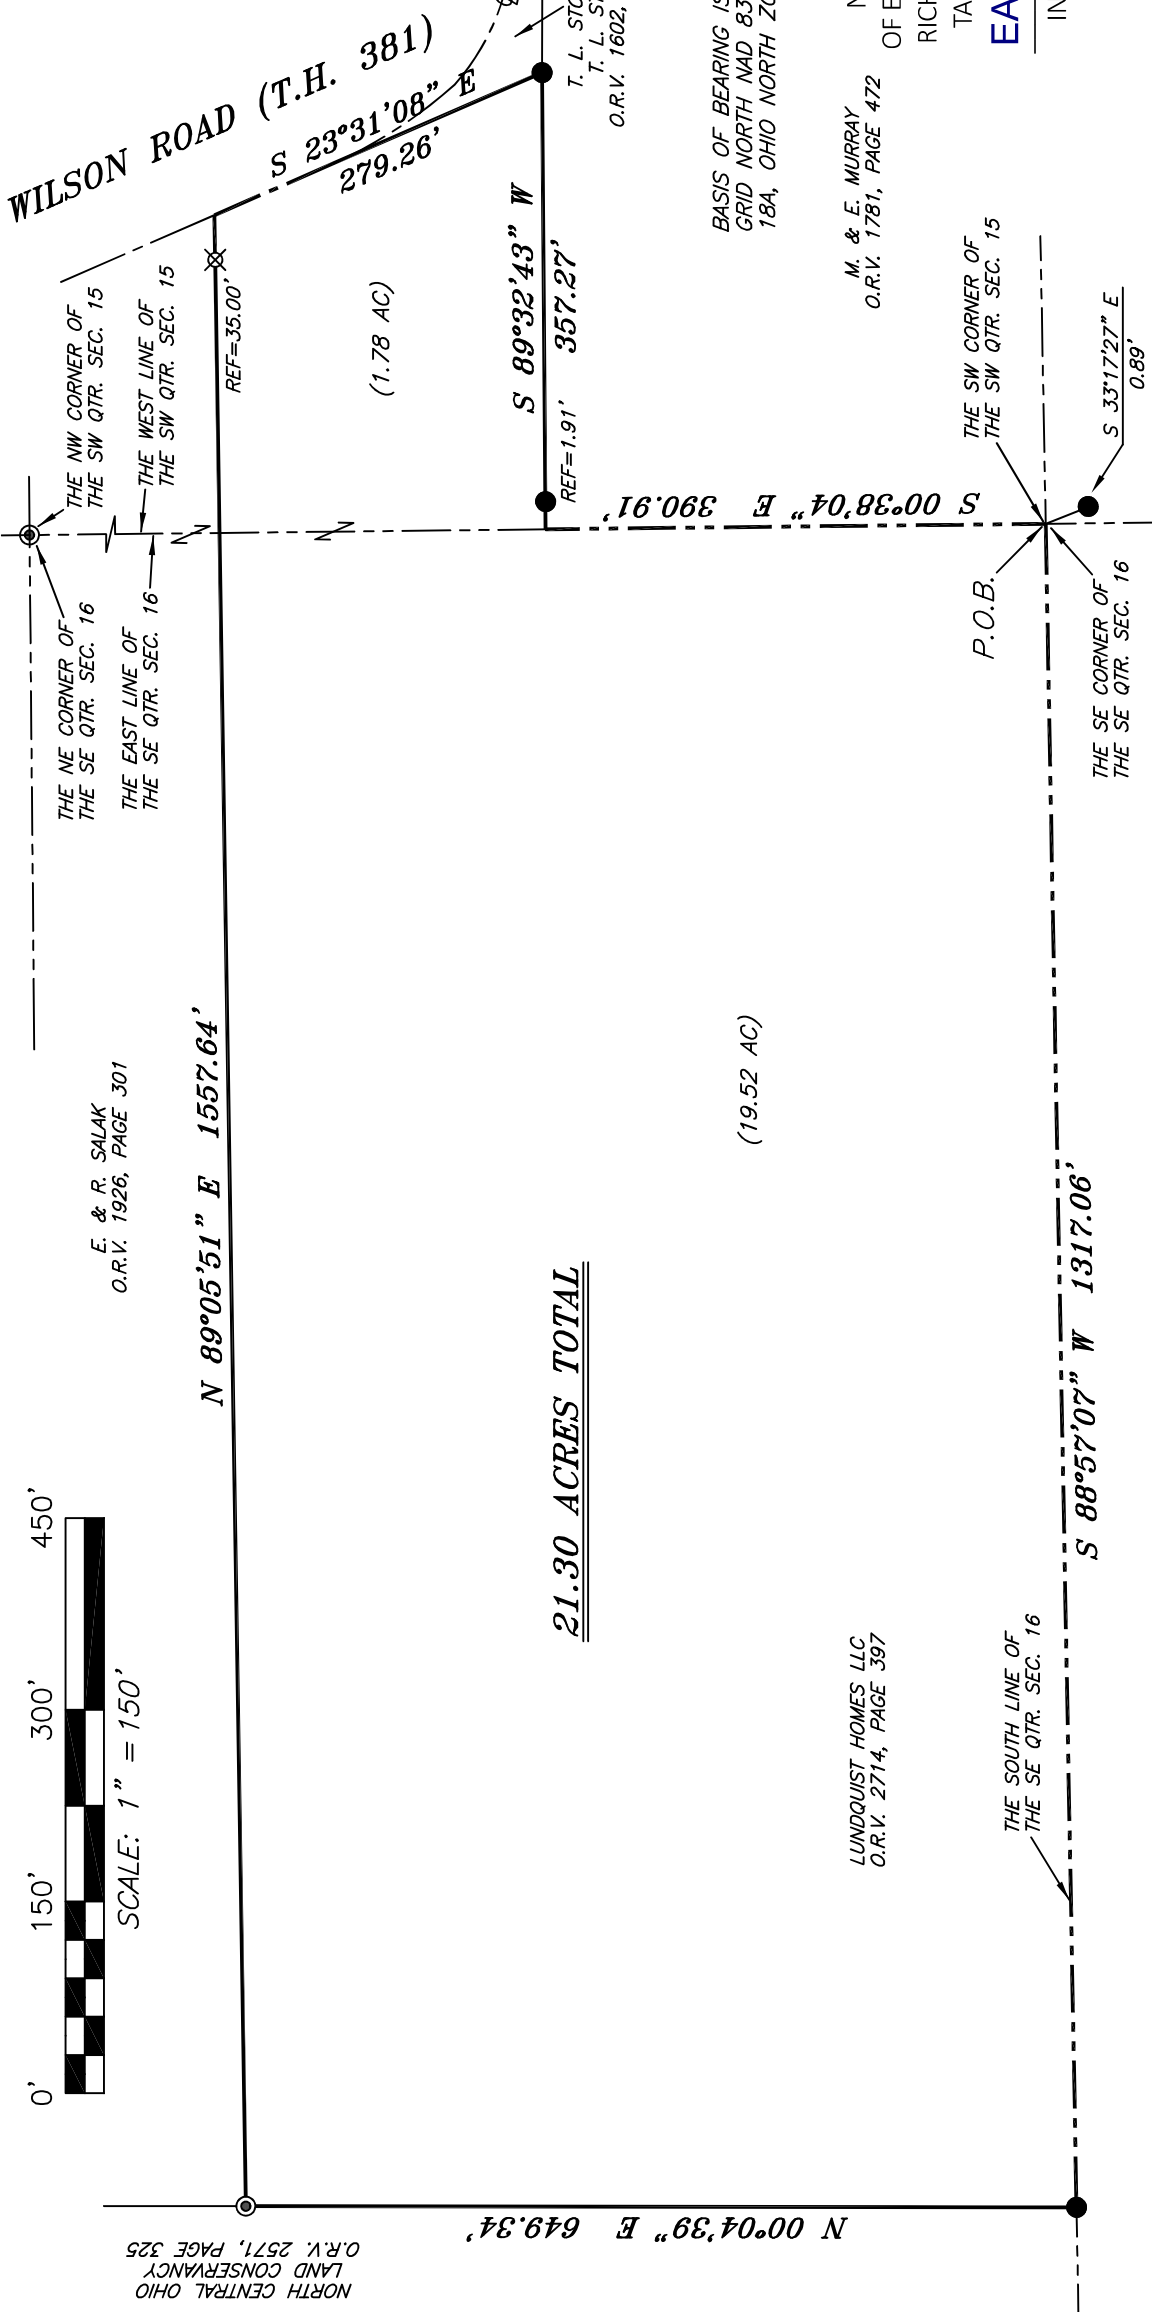 WILSON ROAD (T.H. 381)
S 23°31'08" E
279.26'
T. L. STO
T. L. ST
O.R.V. 1602,
BASIS OF BEARING IS
GRID NORTH NAD 83
18A, OHIO NORTH ZO
N
OF E
RICH
TA
EA
IN
M. & E. MURRAY
O.R.V. 1781, PAGE 472
THE NW CORNER OF
THE SW QTR. SEC. 15
THE WEST LINE OF
THE SW QTR. SEC. 15
REF=35.00'
(1.78 AC)
S 89°32'43" W
357.27'
REF=1.91'
THE SW CORNER OF
THE SW QTR. SEC. 15
S 33°17'27" E
0.89'
S 00°38'04" E 390.91'
THE NE CORNER OF
THE SE QTR. SEC. 16
THE EAST LINE OF
THE SE QTR. SEC. 16
P.O.B.
THE SE CORNER OF
THE SE QTR. SEC. 16
E. & R. SALAK
O.R.V. 1926, PAGE 301
N 89°05'51" E 1557.64'
(19.52 AC)
21.30 ACRES TOTAL
S 88°57'07" W 1317.06'
0' 150' 300' 450'
SCALE: 1" = 150'
LUNDQUIST HOMES LLC
O.R.V. 2714, PAGE 397
THE SOUTH LINE OF
THE SE QTR. SEC. 16
N 00°04'39" E 649.34'
NORTH CENTRAL OHIO
LAND CONSERVANCY
O.R.V. 2571, PAGE 325